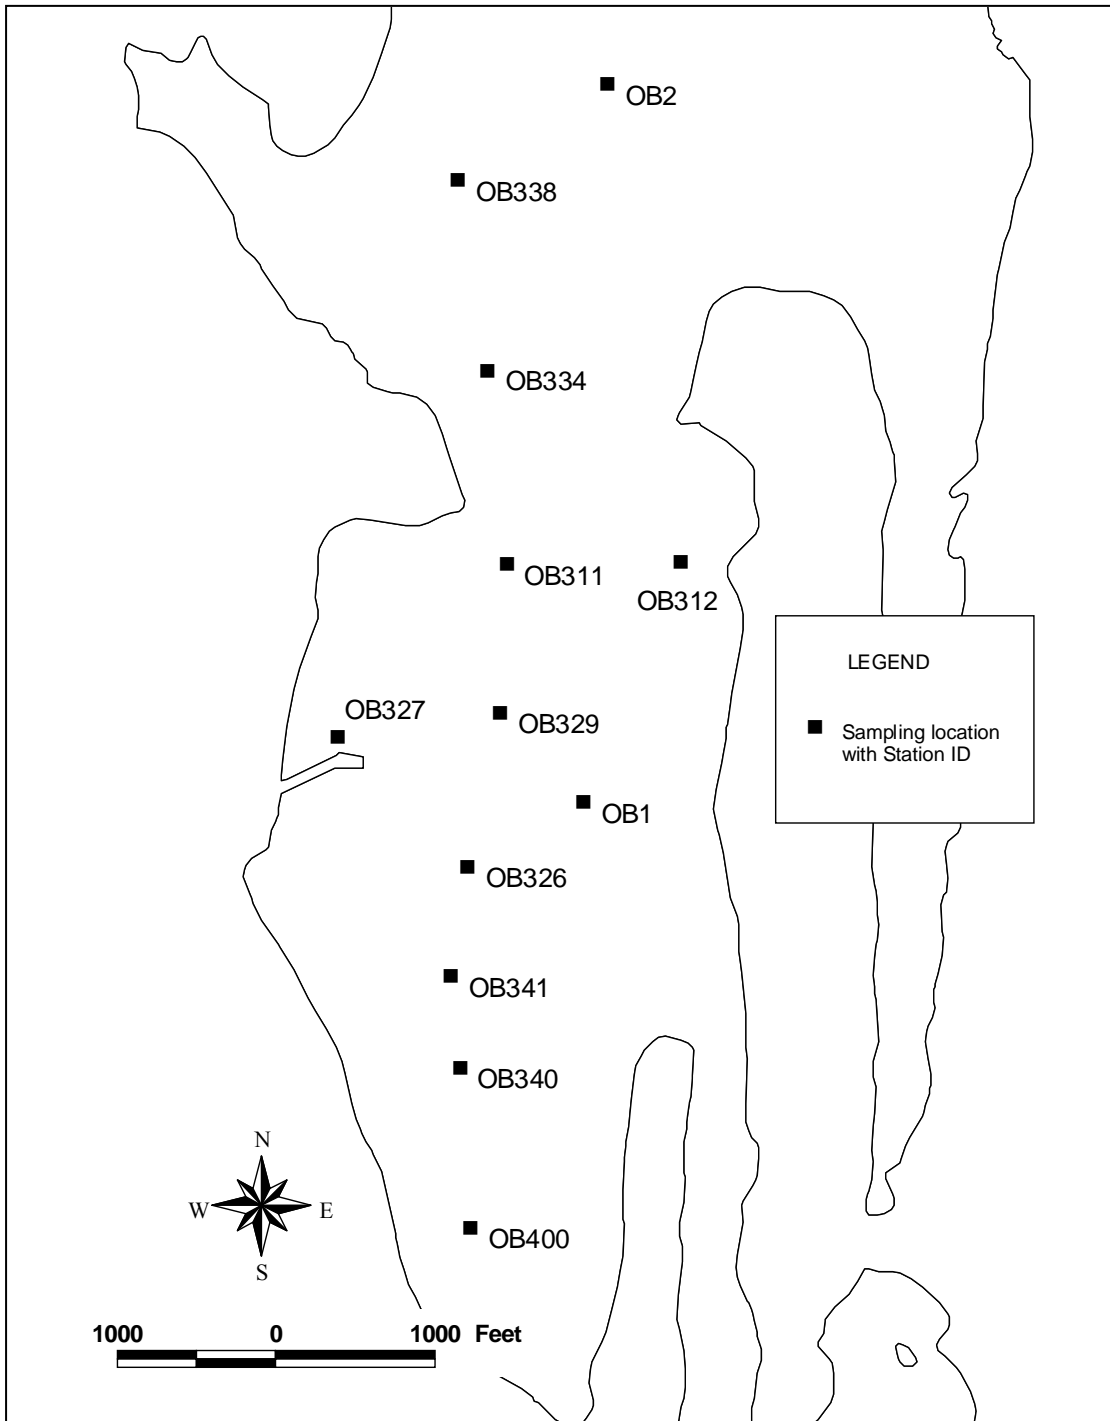 OB2
OB338
OB334
OB311
OB312
LEGEND
OB327
OB329
Sampling location
with Station ID
OB1
OB326
OB341
OB340
N
W
E
OB400
S
1000 0 1000 Feet